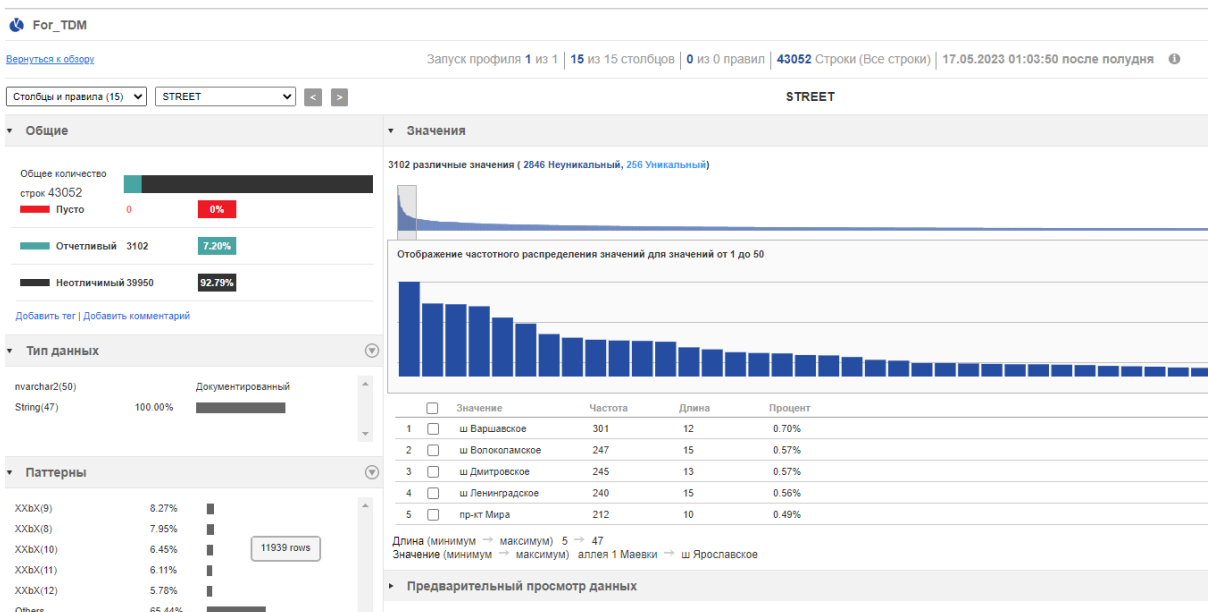 For_TDM
Вернуться к обзору
Запуск профиля 1 из 1 | 15 из 15 столбцов | 0 из 0 правил | 43052 Строки (Все строки) | 17.05.2023 01:03:50 после полудня
Столбцы и правила (15) STREET < > STREET
Общие
Общее количество
строк 43052
Пусто 0 0%
Отчетливый 3102 7.20%
Неотличимый 39950 92.79%
Добавить тег | Добавить комментарий
Тип данных
nvarchar2(50) Документированный
String(47) 100.00%
Паттерны
XXbX(9) 8.27%
XXbX(8) 7.95%
XXbX(10) 6.45%
11939 rows
XXbX(11) 6.11%
XXbX(12) 5.78%
Others 65.44%
Значения
3102 различные значения ( 2846 Неуникальный, 256 Уникальный)
Отображение частотного распределения значений для значений от 1 до 50
Значение Частота Длина Процент
1 ш Варшавское 301 12 0.70%
2 ш Волоколамское 247 15 0.57%
3 ш Дмитровское 245 13 0.57%
4 ш Ленинградское 240 15 0.56%
5 пр-кт Мира 212 10 0.49%
Длина (минимум → максимум) 5 → 47
Значение (минимум → максимум) аллея 1 Маевки → ш Ярославское
Предварительный просмотр данных